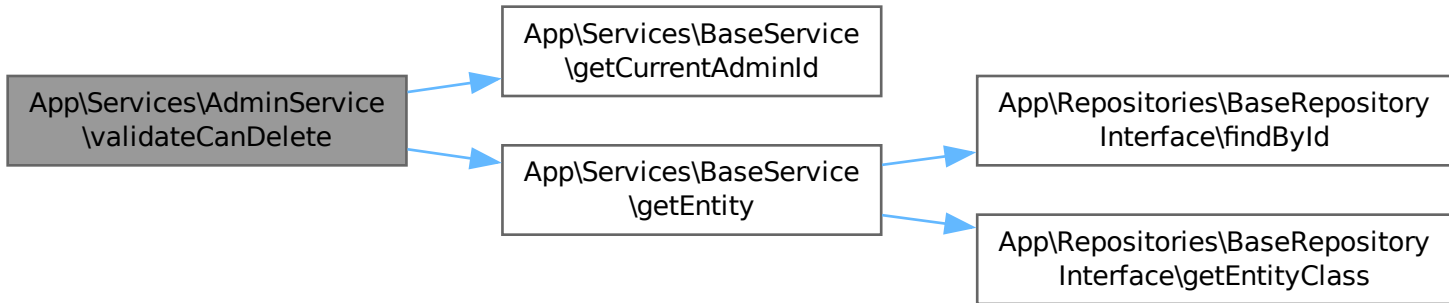 App\Services\AdminService
\validateCanDelete
App\Services\BaseService
\getCurrentAdminId
App\Services\BaseService
\getEntity
App\Repositories\BaseRepository
Interface\findById
App\Repositories\BaseRepository
Interface\getEntityClass